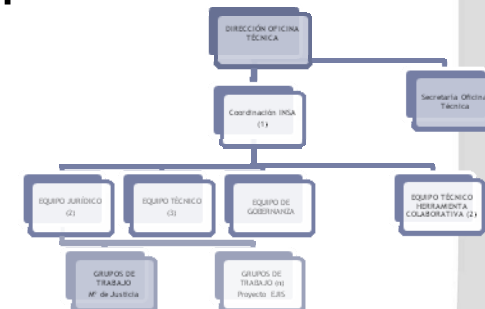 DIRECCIÓN OFICINA
TÉCNICA
Secretaria Oficina
Técnica
Coordinación INSA
(1)
EQUIPO JURÍDICO
(2)
EQUIPO TÉCNICO
(3)
EQUIPO DE
GOBERNANZA
EQUIPO TÉCNICO
HERRAMIENTA
COLABORATIVA (2)
GRUPOS DE
TRABAJO
Mº de Justicia
GRUPOS DE
TRABAJO (n)
Proyecto EJIS